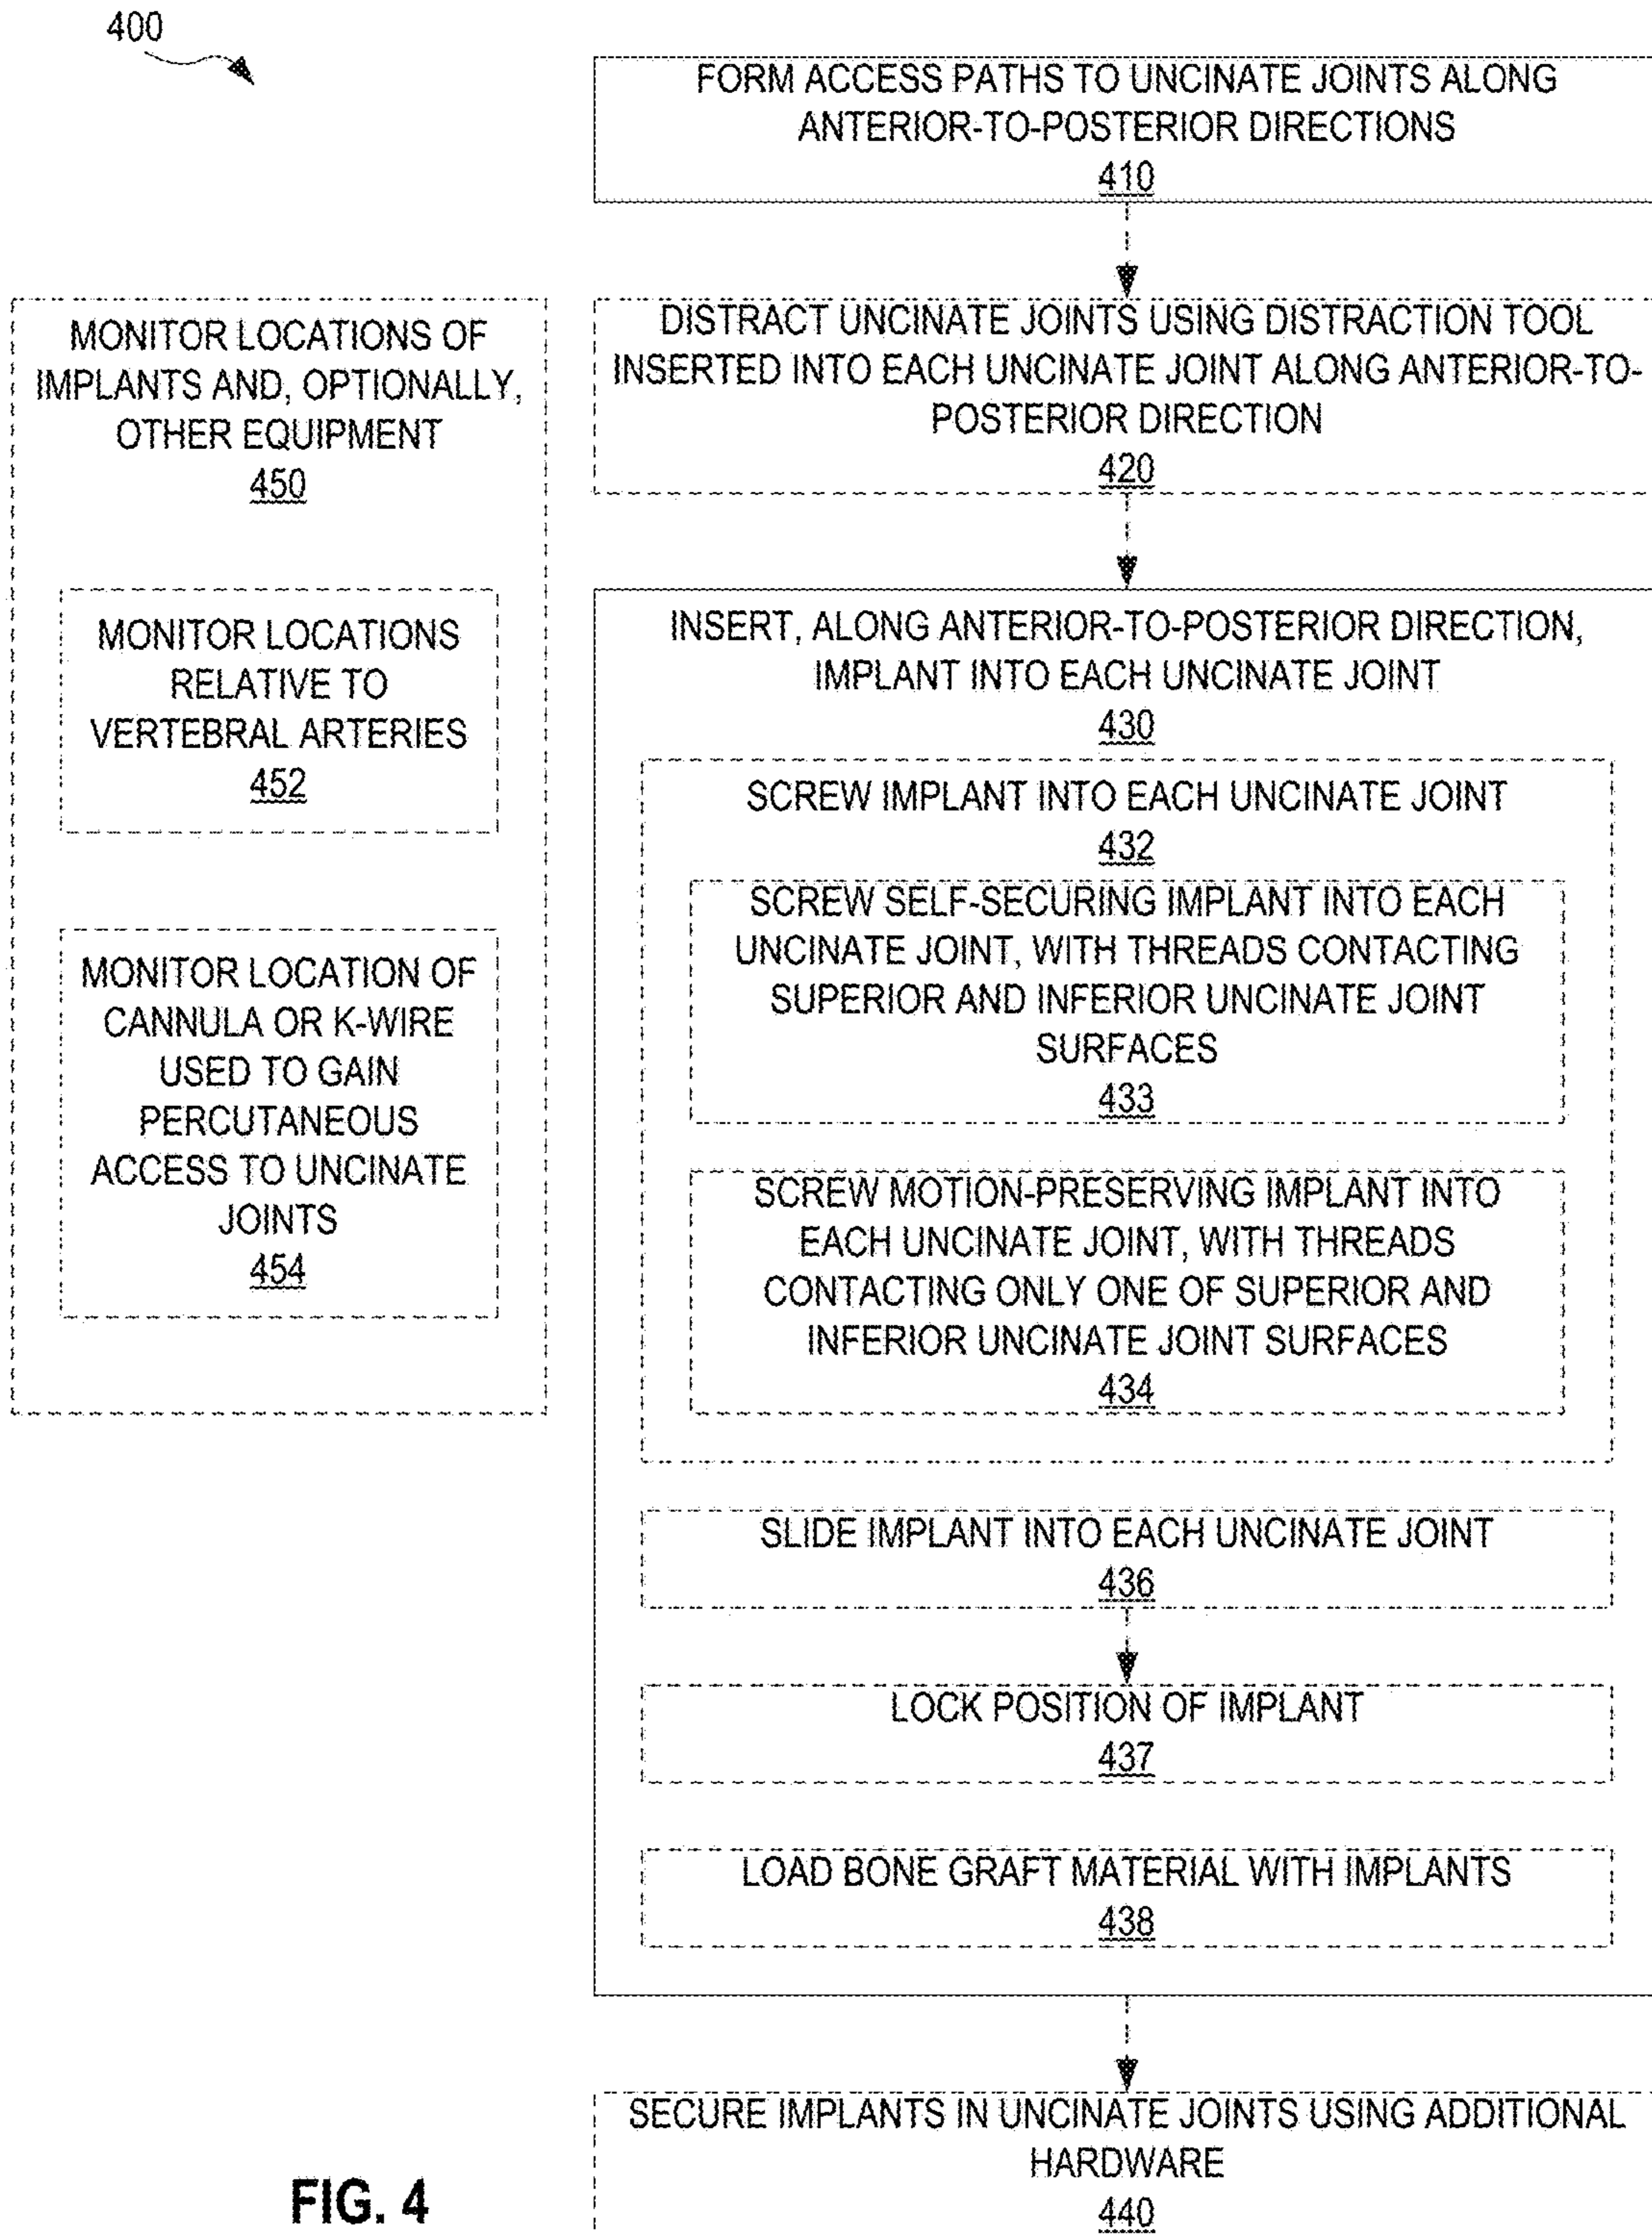 400
FORM ACCESS PATHS TO UNCINATE JOINTS ALONG
ANTERIOR-TO-POSTERIOR DIRECTIONS
410
DISTRACT UNCINATE JOINTS USING DISTRACTION TOOL
INSERTED INTO EACH UNCINATE JOINT ALONG ANTERIOR-TO-
POSTERIOR DIRECTION
420
MONITOR LOCATIONS OF
IMPLANTS AND, OPTIONALLY,
OTHER EQUIPMENT
450
MONITOR LOCATIONS
RELATIVE TO
VERTEBRAL ARTERIES
452
MONITOR LOCATION OF
CANNULA OR K-WIRE
USED TO GAIN
PERCUTANEOUS
ACCESS TO UNCINATE
JOINTS
454
INSERT, ALONG ANTERIOR-TO-POSTERIOR DIRECTION,
IMPLANT INTO EACH UNCINATE JOINT
430
SCREW IMPLANT INTO EACH UNCINATE JOINT
432
SCREW SELF-SECURING IMPLANT INTO EACH
UNCINATE JOINT, WITH THREADS CONTACTING
SUPERIOR AND INFERIOR UNCINATE JOINT
SURFACES
433
SCREW MOTION-PRESERVING IMPLANT INTO
EACH UNCINATE JOINT, WITH THREADS
CONTACTING ONLY ONE OF SUPERIOR AND
INFERIOR UNCINATE JOINT SURFACES
434
SLIDE IMPLANT INTO EACH UNCINATE JOINT
436
LOCK POSITION OF IMPLANT
437
LOAD BONE GRAFT MATERIAL WITH IMPLANTS
438
SECURE IMPLANTS IN UNCINATE JOINTS USING ADDITIONAL
HARDWARE
440
FIG. 4